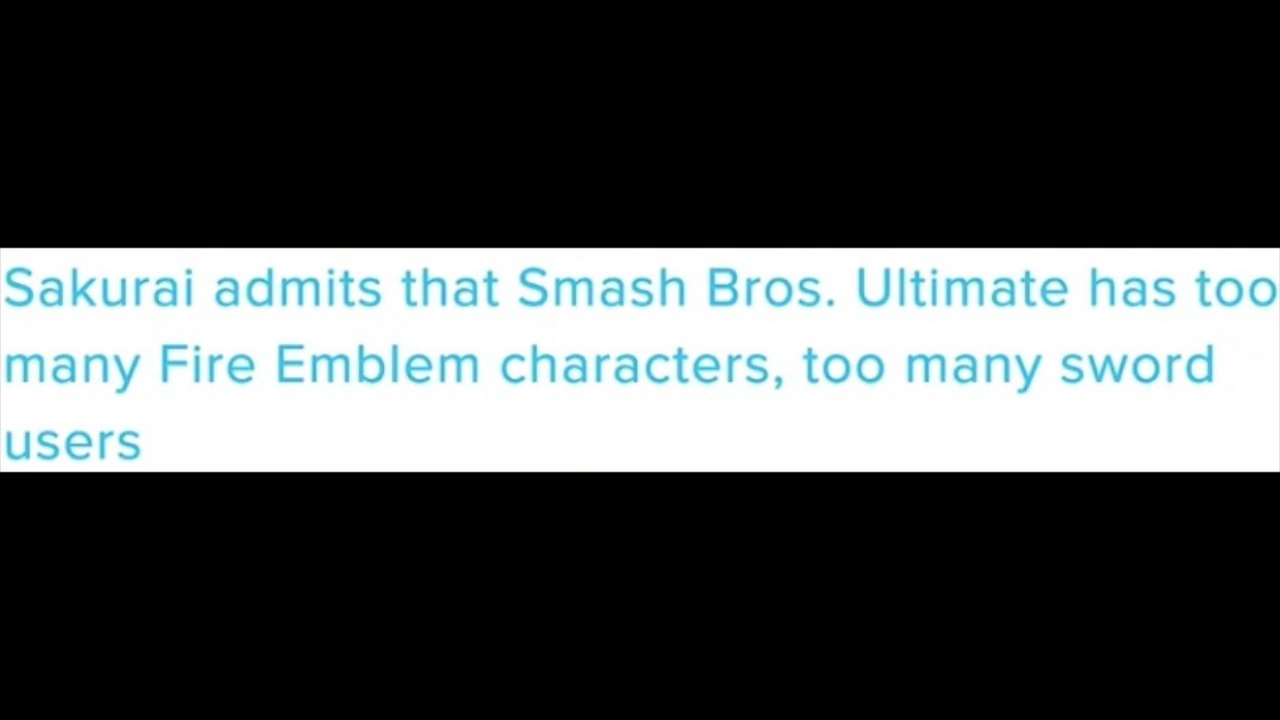 Sakurai admits that Smash Bros. Ultimate has too
many Fire Emblem characters, too many sword
users